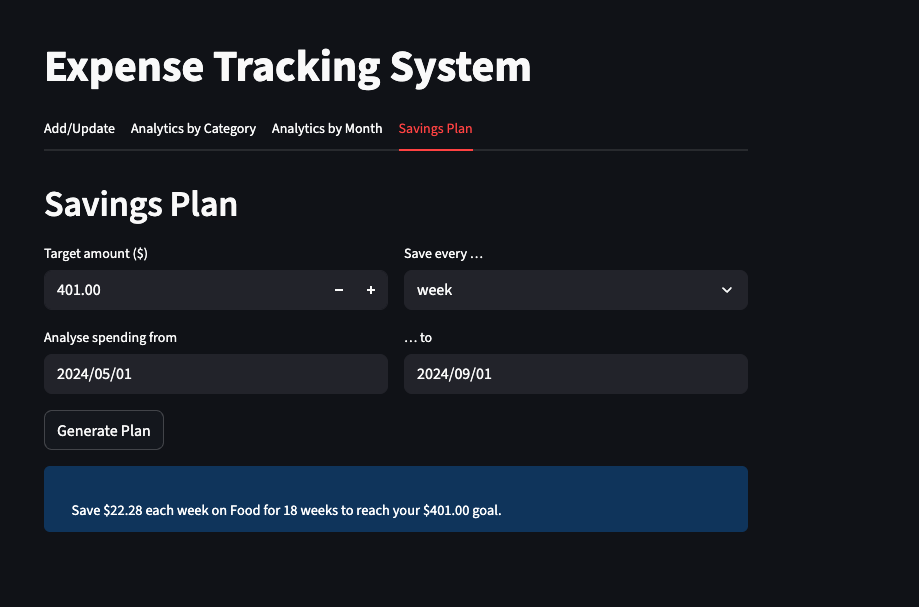 Expense Tracking System
Add/Update Analytics by Category Analytics by Month Savings Plan
Savings Plan
Target amount ($) Save every …
401.00 − + week
Analyse spending from … to
2024/05/01 2024/09/01
Generate Plan
Save $22.28 each week on Food for 18 weeks to reach your $401.00 goal.